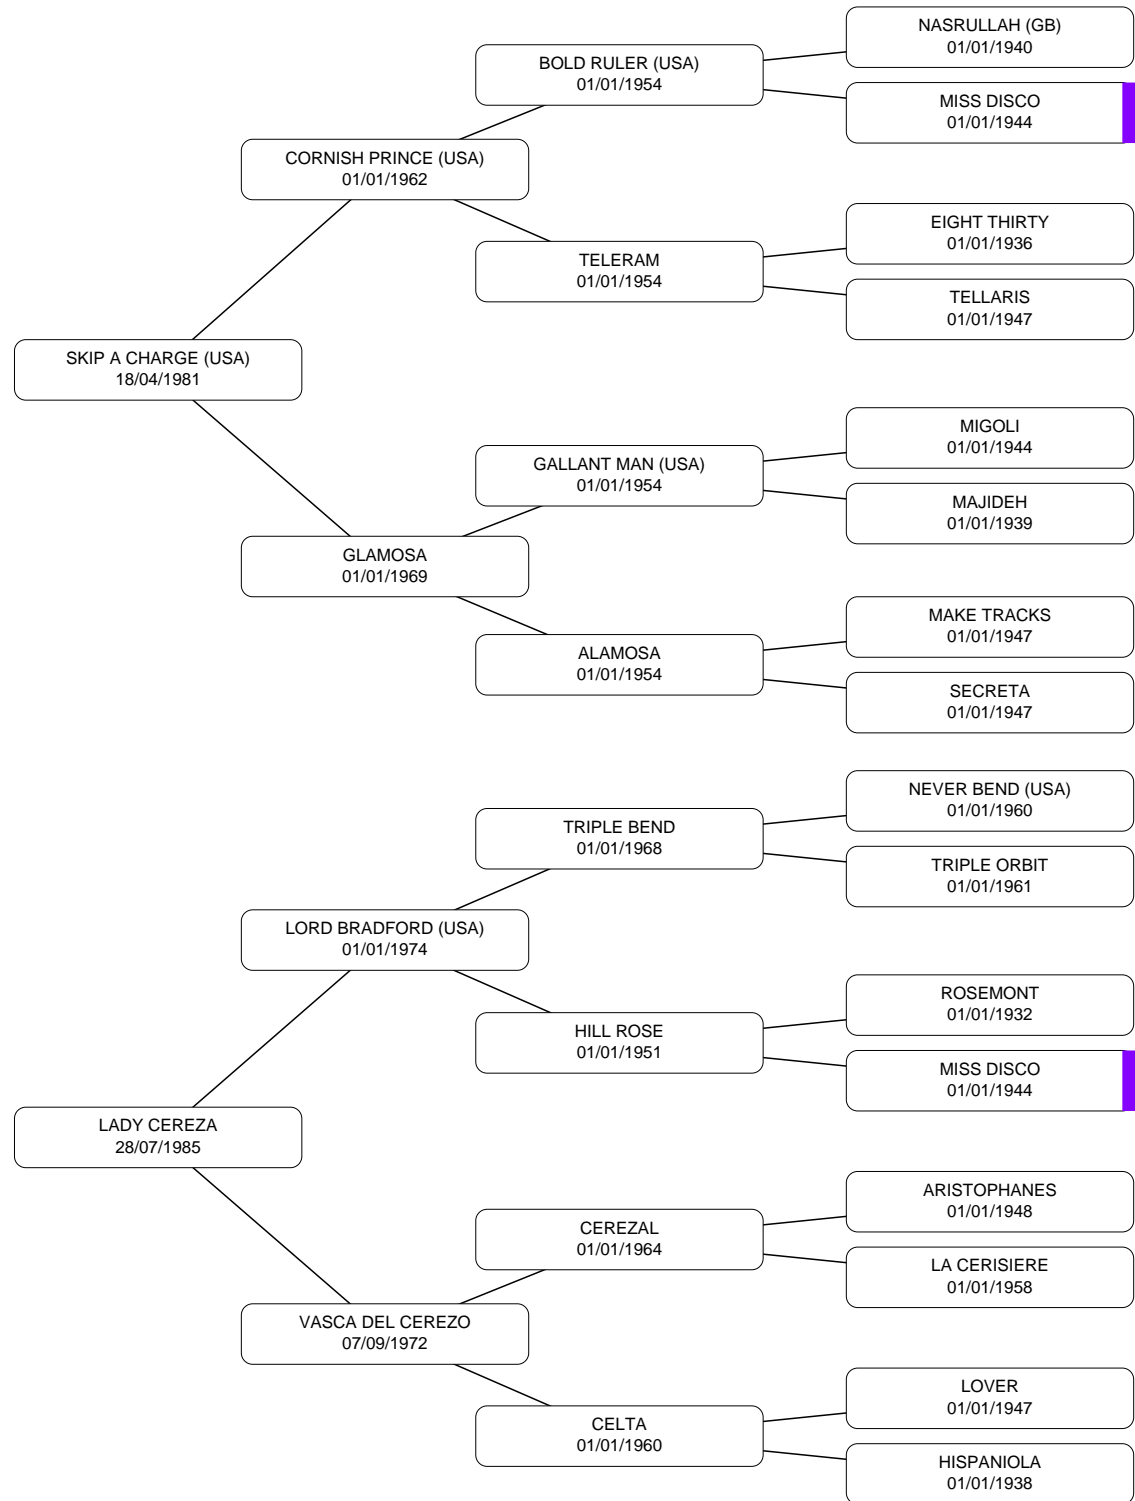 NASRULLAH (GB)
01/01/1940
BOLD RULER (USA)
01/01/1954
MISS DISCO
01/01/1944
CORNISH PRINCE (USA)
01/01/1962
EIGHT THIRTY
01/01/1936
TELERAM
01/01/1954
TELLARIS
01/01/1947
SKIP A CHARGE (USA)
18/04/1981
MIGOLI
01/01/1944
GALLANT MAN (USA)
01/01/1954
MAJIDEH
01/01/1939
GLAMOSA
01/01/1969
MAKE TRACKS
01/01/1947
ALAMOSA
01/01/1954
SECRETA
01/01/1947
NEVER BEND (USA)
01/01/1960
TRIPLE BEND
01/01/1968
TRIPLE ORBIT
01/01/1961
LORD BRADFORD (USA)
01/01/1974
ROSEMONT
01/01/1932
HILL ROSE
01/01/1951
MISS DISCO
01/01/1944
LADY CEREZA
28/07/1985
ARISTOPHANES
01/01/1948
CEREZAL
01/01/1964
LA CERISIERE
01/01/1958
VASCA DEL CEREZO
07/09/1972
LOVER
01/01/1947
CELTA
01/01/1960
HISPANIOLA
01/01/1938